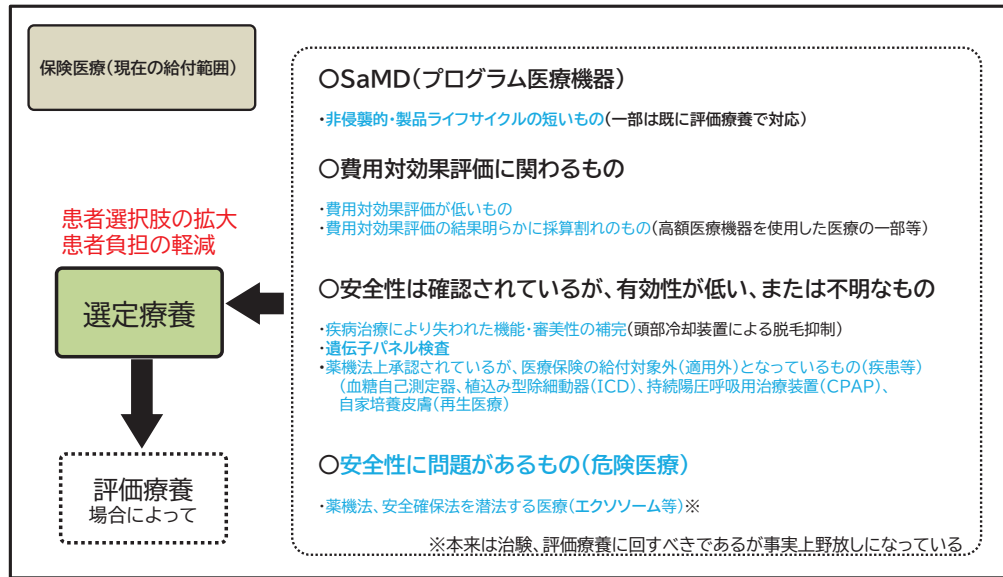 保険医療(現在の給付範囲)
○SaMD(プログラム医療機器)
・非侵襲的・製品ライフサイクルの短いもの(一部は既に評価療養で対応)
○費用対効果評価に関わるもの
・費用対効果評価が低いもの
・費用対効果評価の結果明らかに採算割れのもの(高額医療機器を使用した医療の一部等)
患者選択肢の拡大
患者負担の軽減
選定療養
○安全性は確認されているが、有効性が低い、または不明なもの
・疾病治療により失われた機能・審美性の補完(頭部冷却装置による脱毛抑制)
・遺伝子パネル検査
・薬機法上承認されているが、医療保険の給付対象外(適用外)となっているもの(疾患等)
(血糖自己測定器、植込み型除細動器(ICD)、持続陽圧呼吸用治療装置(CPAP)、
自家培養皮膚(再生医療)
○安全性に問題があるもの(危険医療)
・薬機法、安全確保法を潜法する医療(エクソソーム等)※
※本来は治験、評価療養に回すべきであるが事実上野放しになっている
評価療養
場合によって